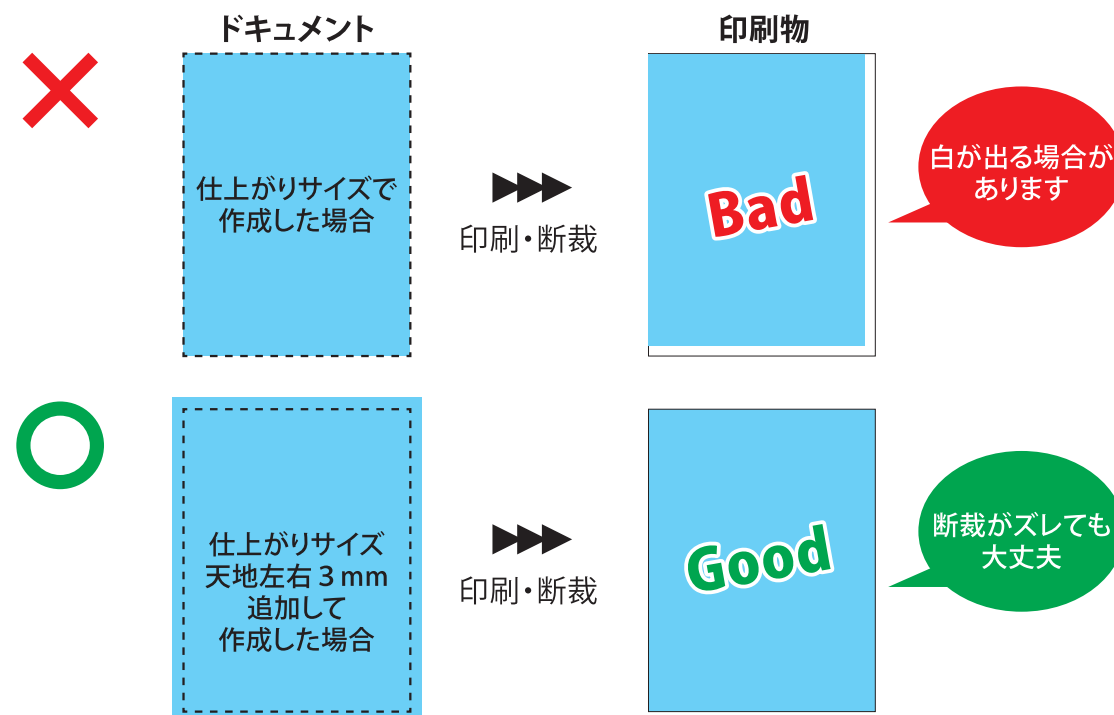 ドキュメント
印刷物
仕上がりサイズで
作成した場合
印刷・断裁
Bad
白が出る場合が
あります
仕上がりサイズ
天地左右3mm
追加して
作成した場合
印刷・断裁
Good
断裁がズレても
大丈夫